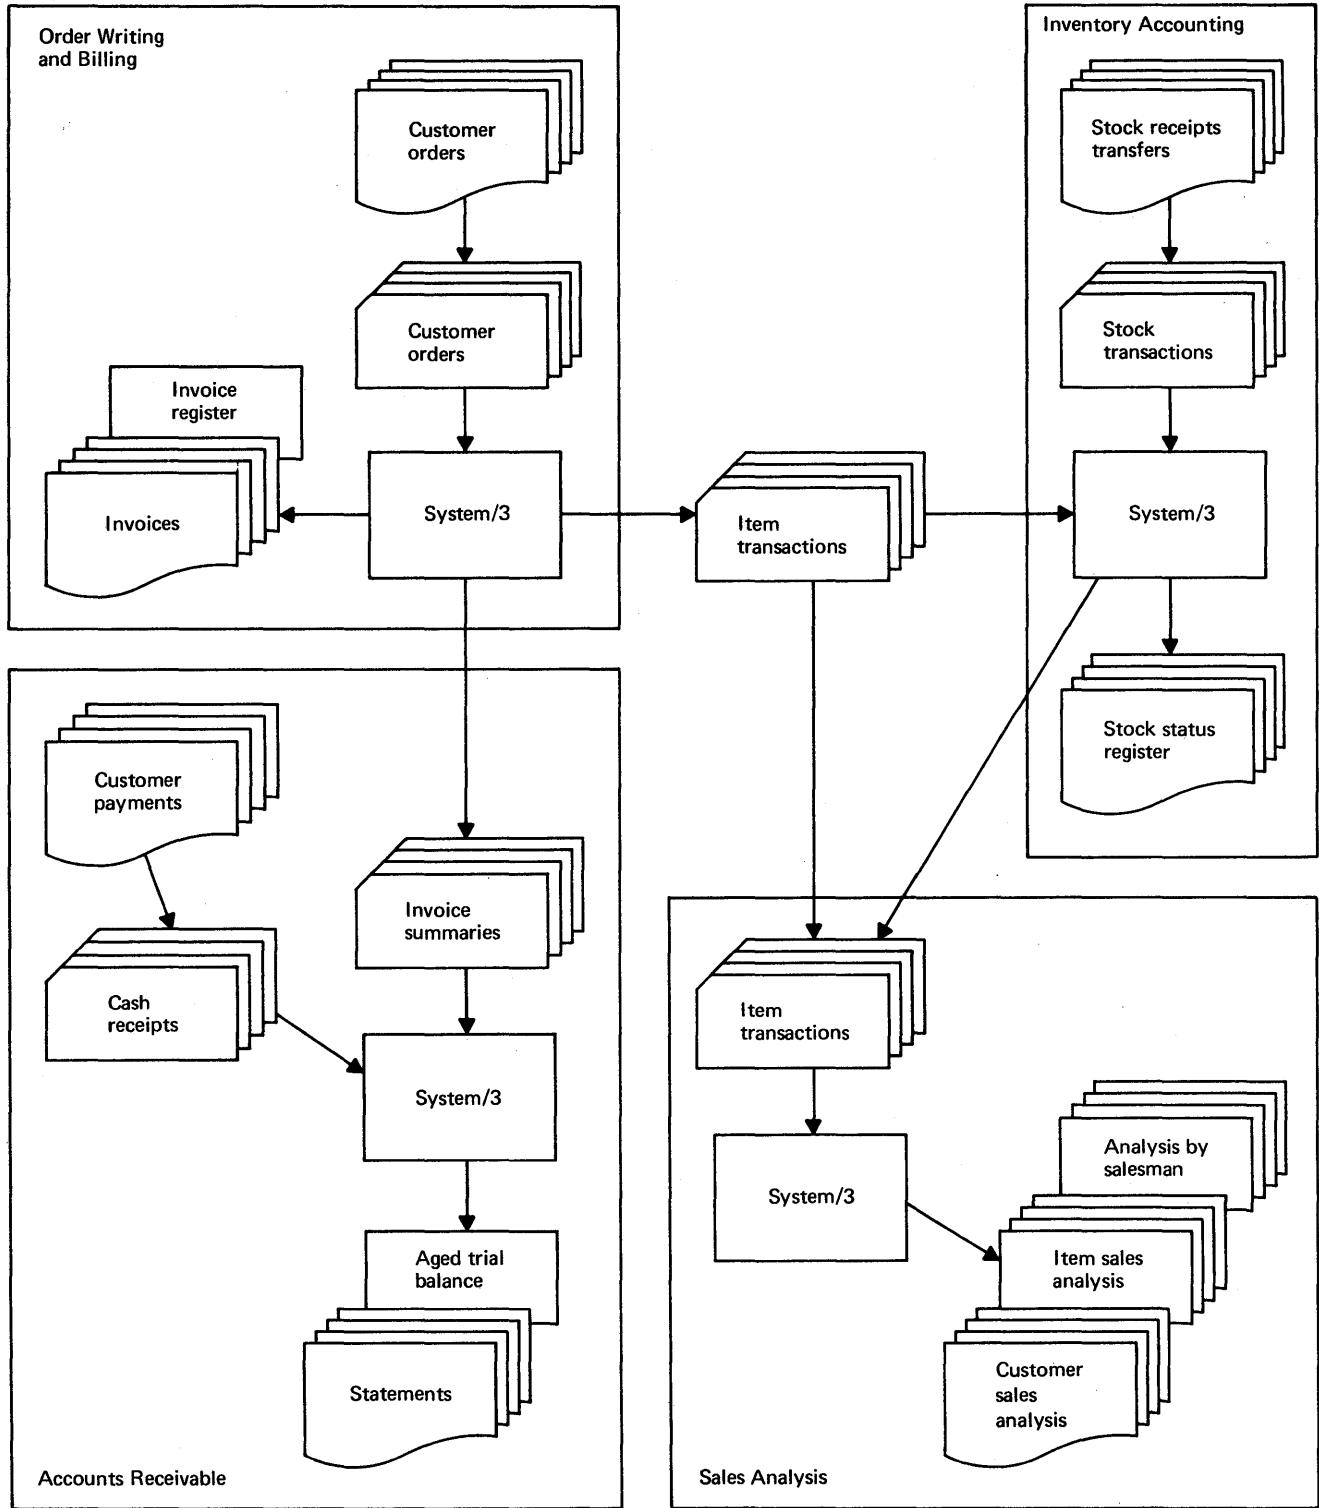 Order Writing
and Billing
Customer
orders
Customer
orders
Invoice
register
Invoices
System/3
Item
transactions
Inventory Accounting
Stock receipts
transfers
Stock
transactions
System/3
Stock status
register
Customer
payments
Cash
receipts
Invoice
summaries
System/3
Aged trial
balance
Statements
Accounts Receivable
Item
transactions
System/3
Analysis by
salesman
Item sales
analysis
Customer
sales
analysis
Sales Analysis